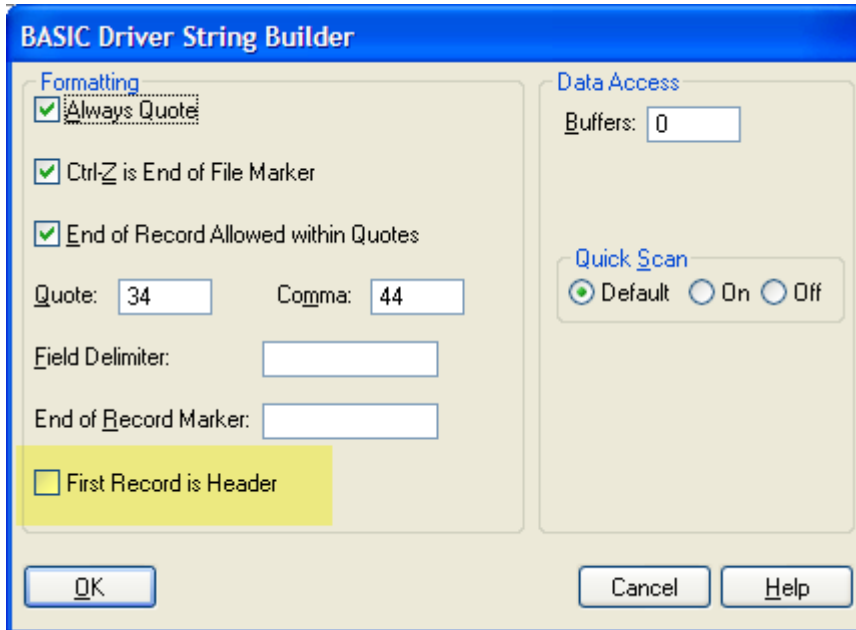 BASIC Driver String Builder
Formatting
Always Quote
Ctrl-Z is End of File Marker
End of Record Allowed within Quotes
Quote: 34 Comma: 44
Field Delimiter:
End of Record Marker:
First Record is Header
Data Access
Buffers: 0
Quick Scan
Default On Off
OK Cancel Help